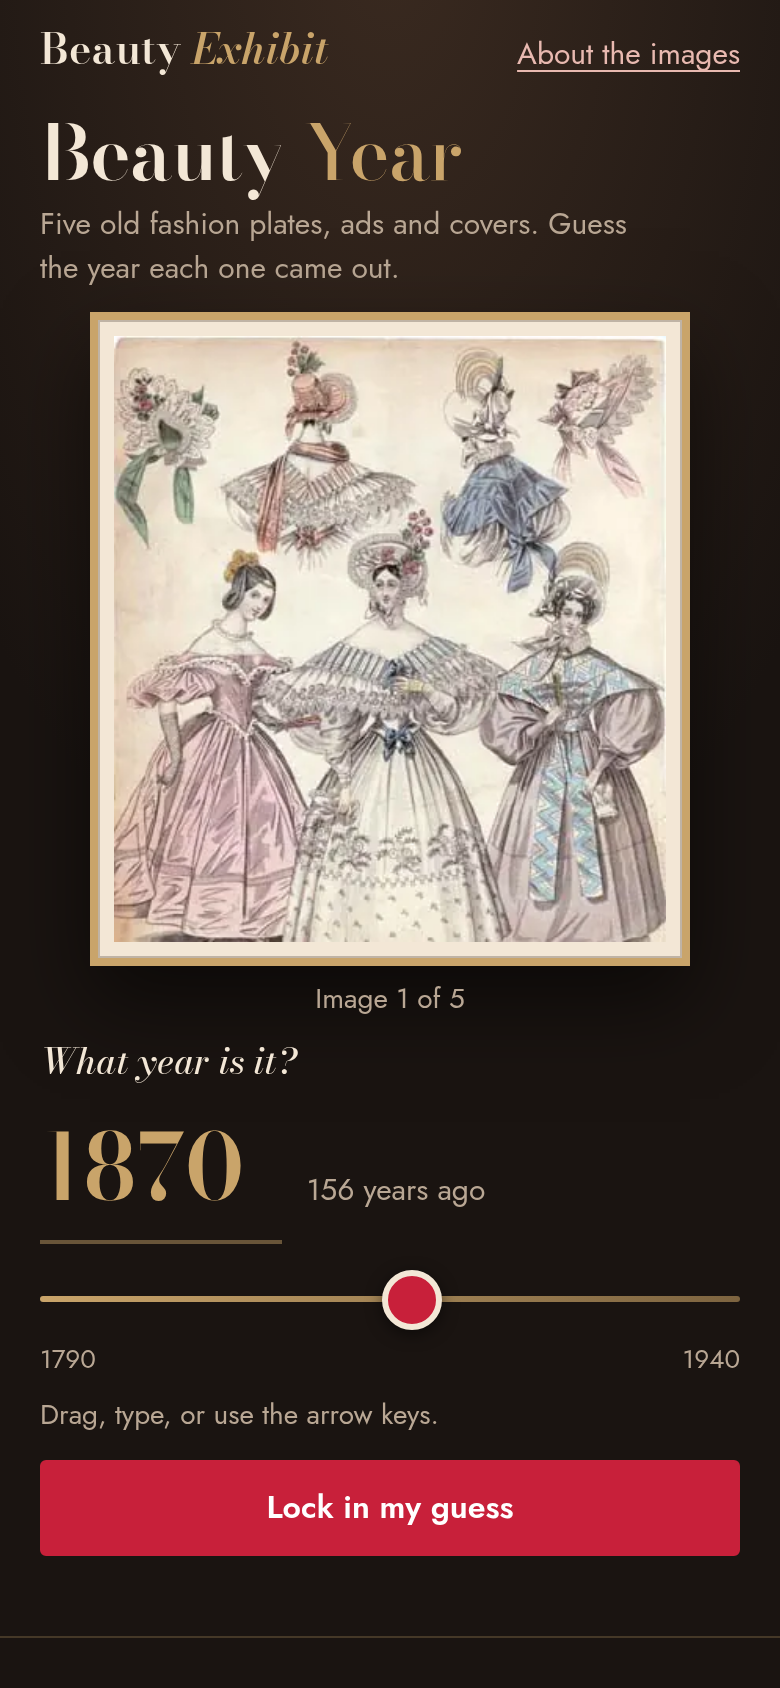 Beauty Exhibit
About the images
Beauty Year
Five old fashion plates, ads and covers. Guess
the year each one came out.
Image 1 of 5
What year is it?
1870
156 years ago
1790
1940
Drag, type, or use the arrow keys.
Lock in my guess